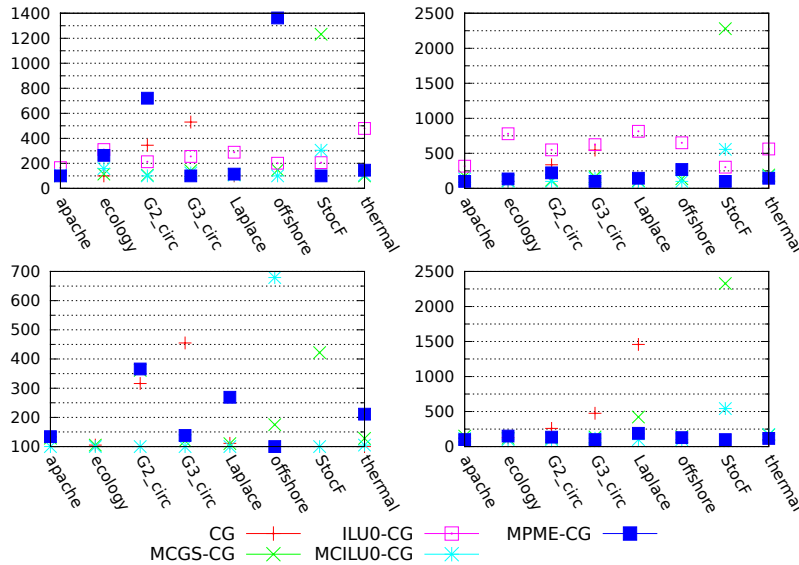 1400
1200
1000
800
600
400
200
0
apache
ecology
G2_circ
G3_circ
Laplace
offshore
StocF
thermal
2500
2000
1500
1000
500
0
apache
ecology
G2_circ
G3_circ
Laplace
offshore
StocF
thermal
700
600
500
400
300
200
100
apache
ecology
G2_circ
G3_circ
Laplace
offshore
StocF
thermal
2500
2000
1500
1000
500
0
apache
ecology
G2_circ
G3_circ
Laplace
offshore
StocF
thermal
CG
ILU0-CG
MPME-CG
MCGS-CG
MCILU0-CG